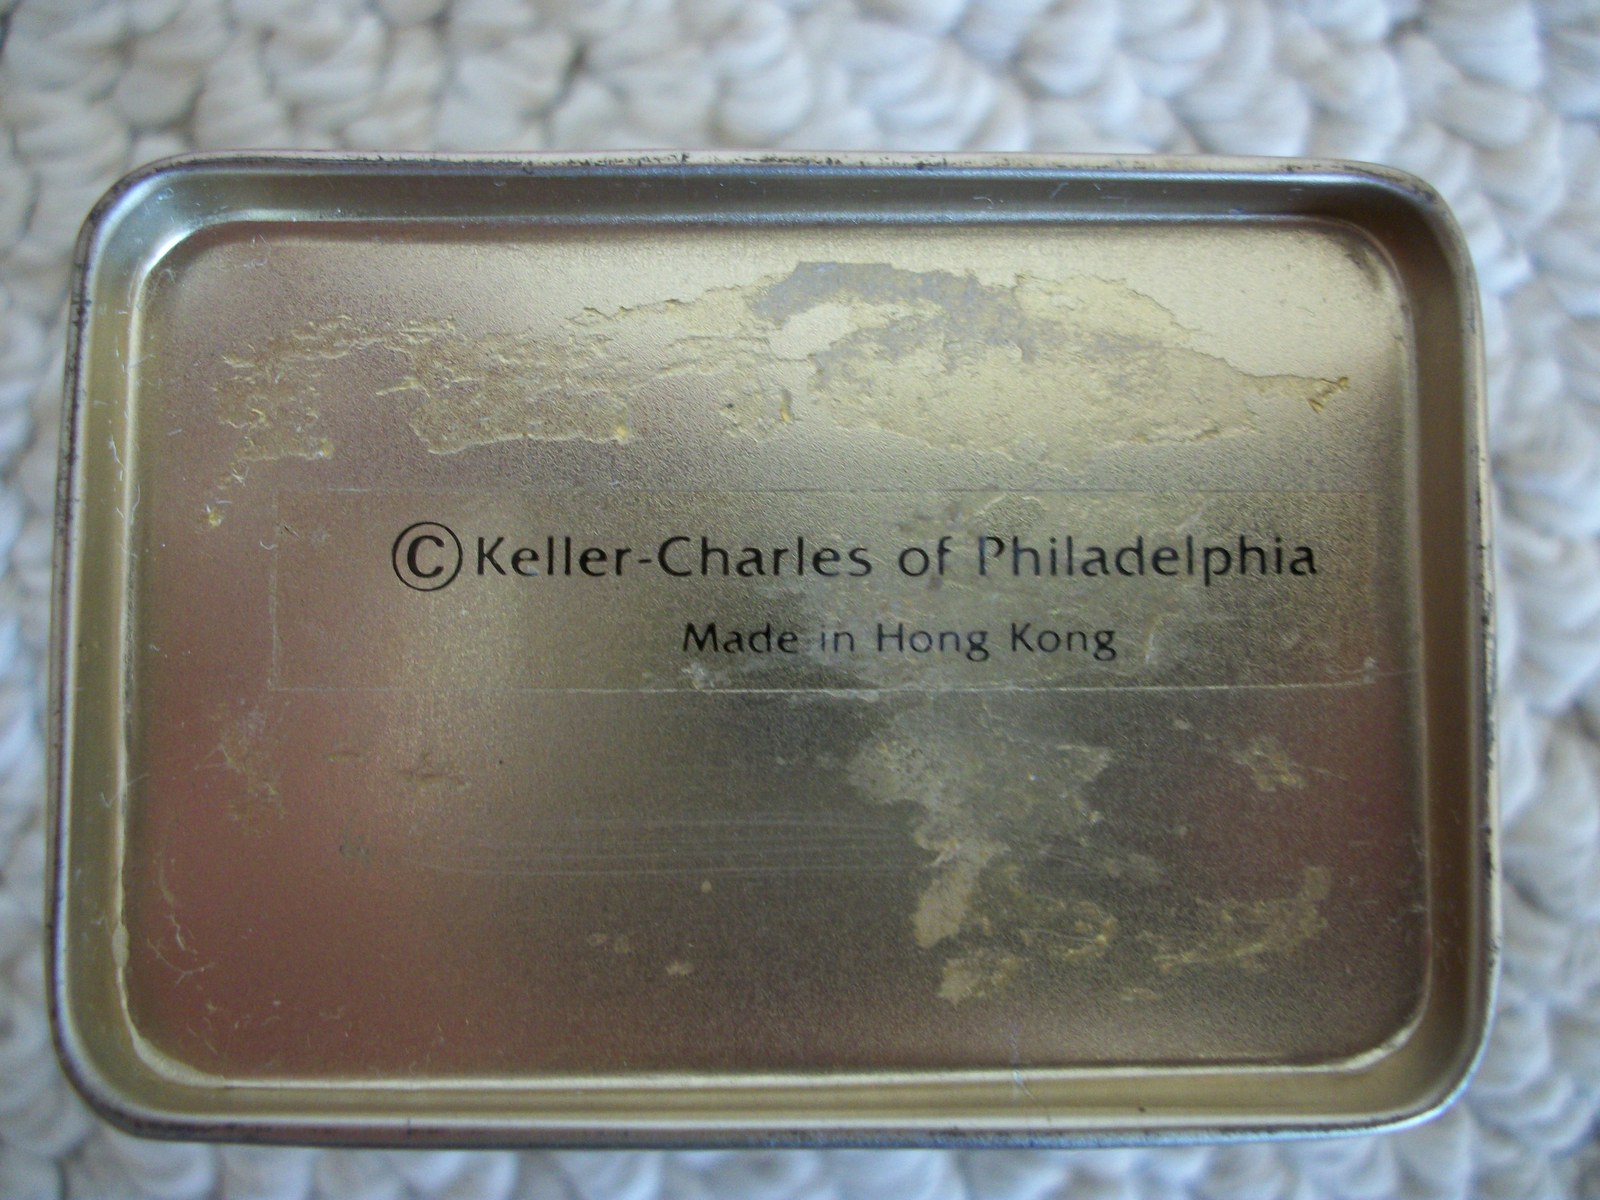 ©Keller-Charles of Philadelphia
Made in Hong Kong